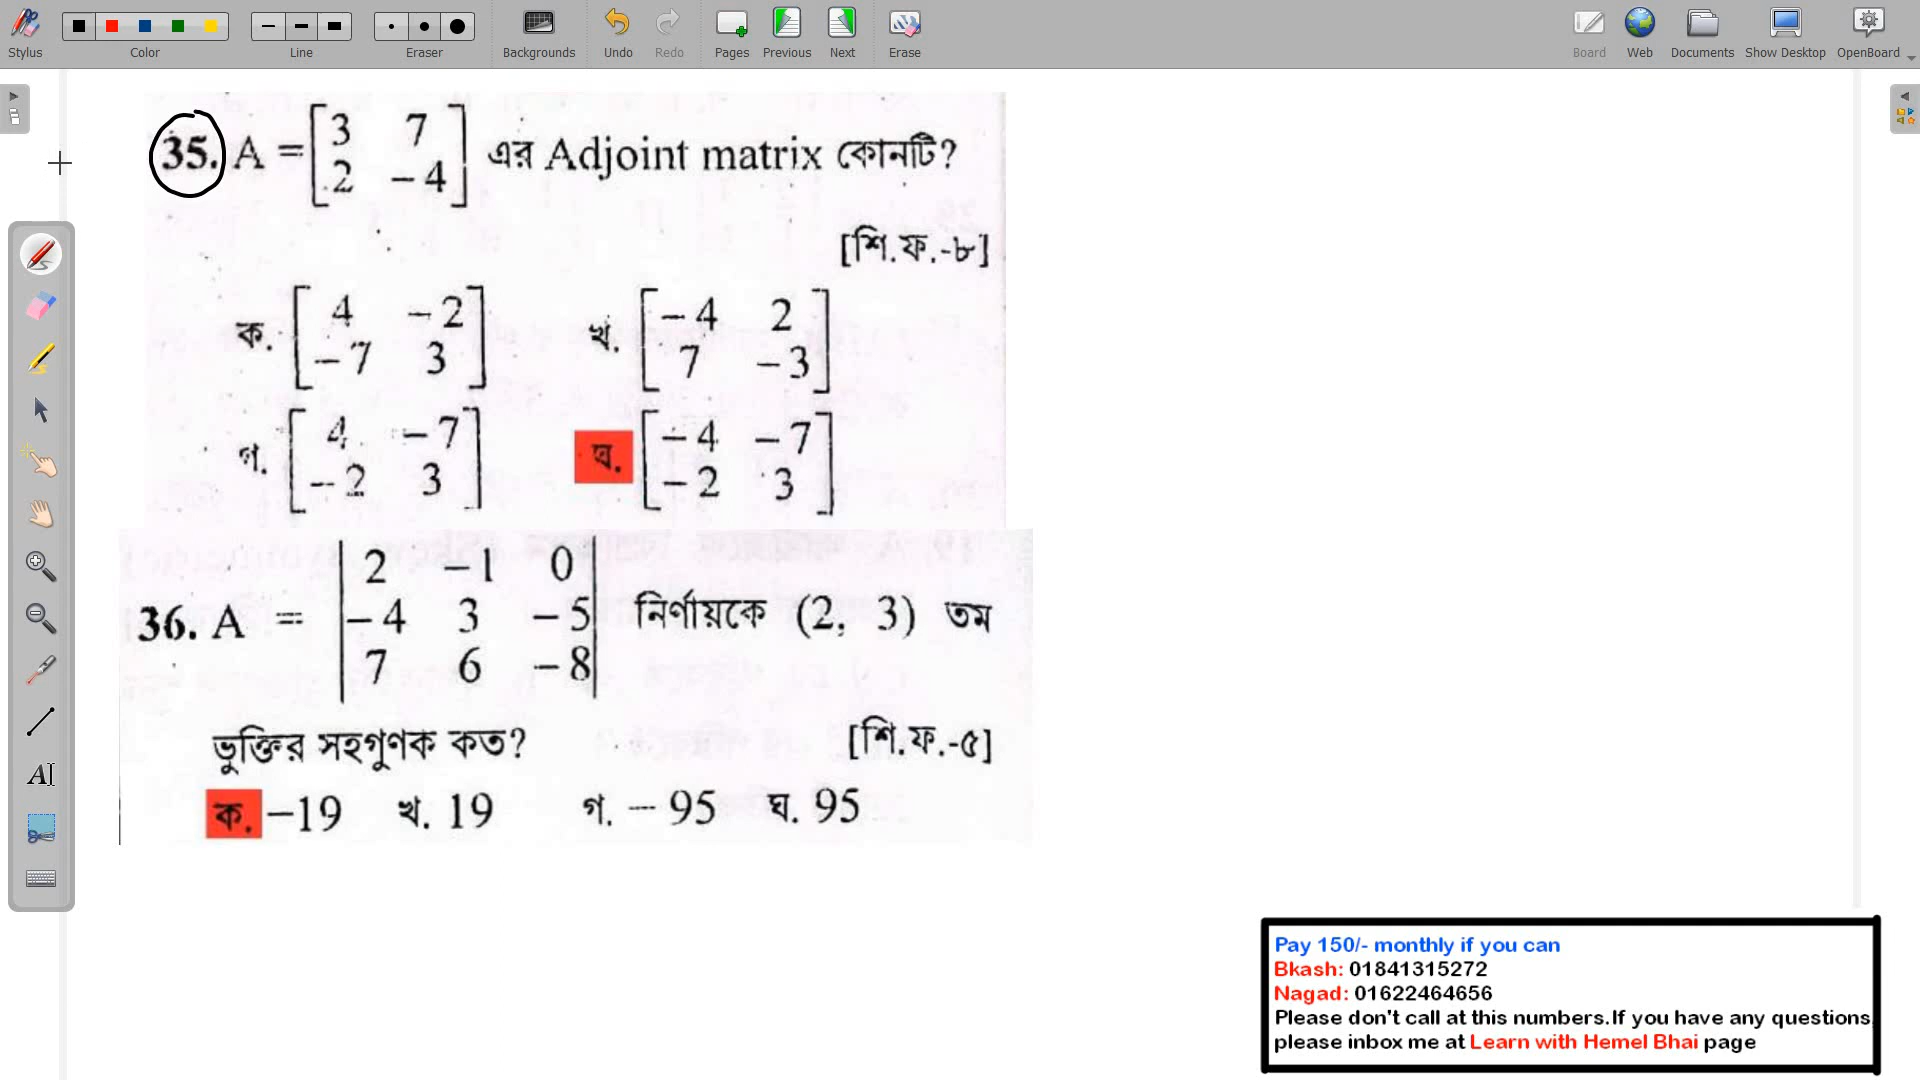 Stylus Color Line Eraser Backgrounds Undo Redo Pages Previous Next Erase Board Web Documents Show Desktop OpenBoard
35. A = [3 7; 2 -4] এর Adjoint matrix কোনটি?
[শি.ফ.-৮]
ক. [4 -2; -7 3] খ. [-4 2; 7 -3]
গ. [4 -7; -2 3] ঘ. [-4 -7; -2 3]
36. A = |2 -1 0; -4 3 -5; 7 6 -8| নির্ণায়কে (2, 3) তম
ভুক্তির সহগুণক কত? [শি.ফ.-৫]
ক. -19 খ. 19 গ. - 95 ঘ. 95
Pay 150/- monthly if you can
Bkash: 01841315272
Nagad: 01622464656
Please don't call at this numbers.If you have any questions
please inbox me at Learn with Hemel Bhai page